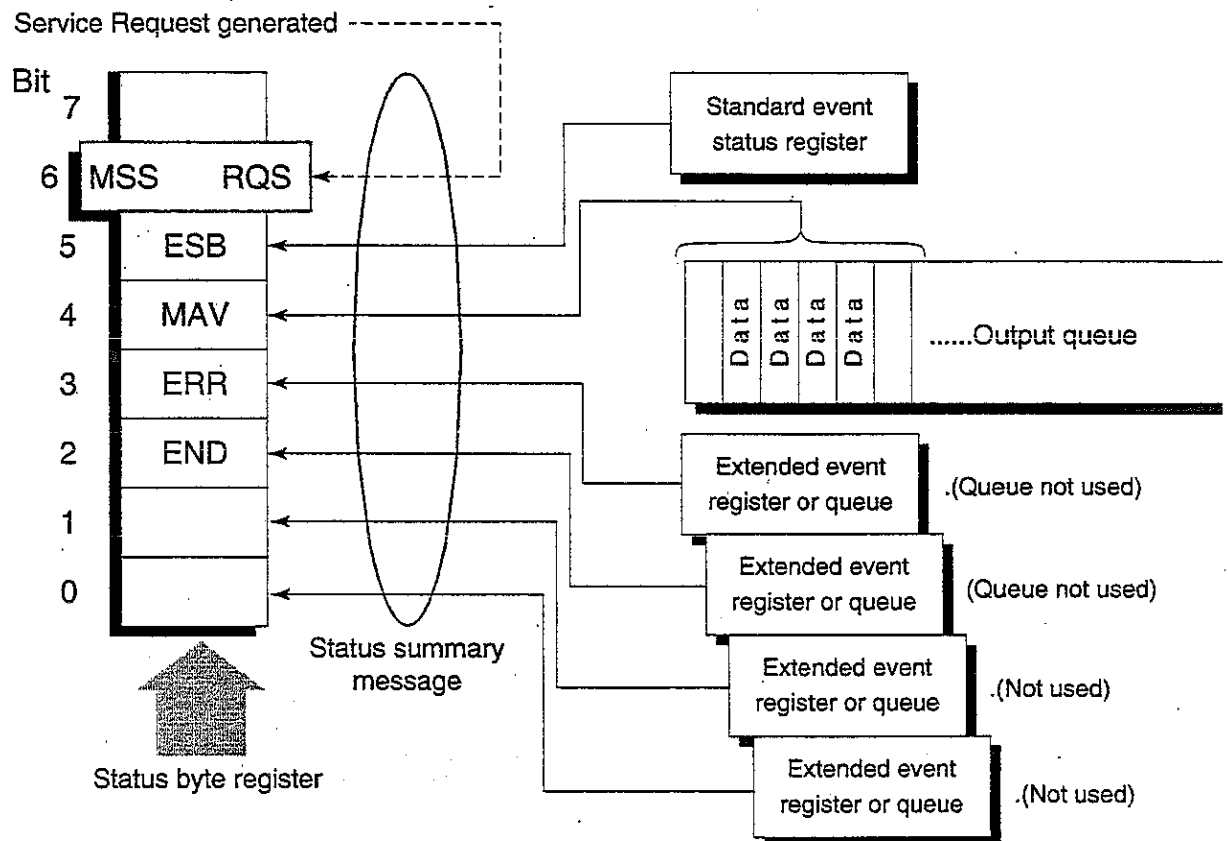 Service Request generated
Bit
7
6 MSS RQS
5 ESB
4 MAV
3 ERR
2 END
1
0
Status summary
message
Status byte register
Standard event
status register
Data Data Data Data
......Output queue
Extended event
register or queue
.(Queue not used)
Extended event
register or queue
(Queue not used)
Extended event
register or queue
.(Not used)
Extended event
register or queue
.(Not used)